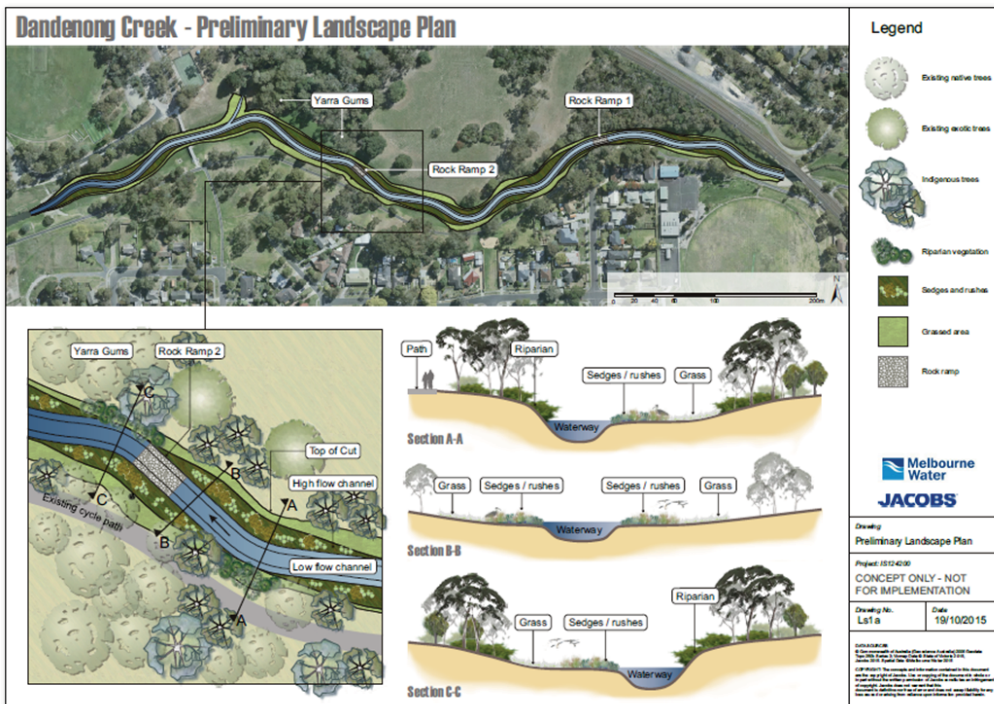 Dandenong Creek - Preliminary Landscape Plan
Yarra Gums
Rock Ramp 1
Rock Ramp 2
N
0 20 40 60 100 200m
Yarra Gums
Rock Ramp 2
C
Top of Cut
B
High flow channel
A
C
Existing cycle path
B
Low flow channel
A
Path
Riparian
Sedges / rushes
Grass
Waterway
Section A-A
Grass
Sedges / rushes
Sedges / rushes
Grass
Waterway
Section B-B
Riparian
Grass
Sedges / rushes
Waterway
Section C-C
Legend
Existing native trees
Existing exotic trees
Indigenous trees
Riparian vegetation
Sedges and rushes
Grassed area
Rock ramp
Melbourne
Water
JACOBS
Drawing
Preliminary Landscape Plan
Project: IS124200
CONCEPT ONLY - NOT
FOR IMPLEMENTATION
Drawing No.
Ls1a
Date
19/10/2015